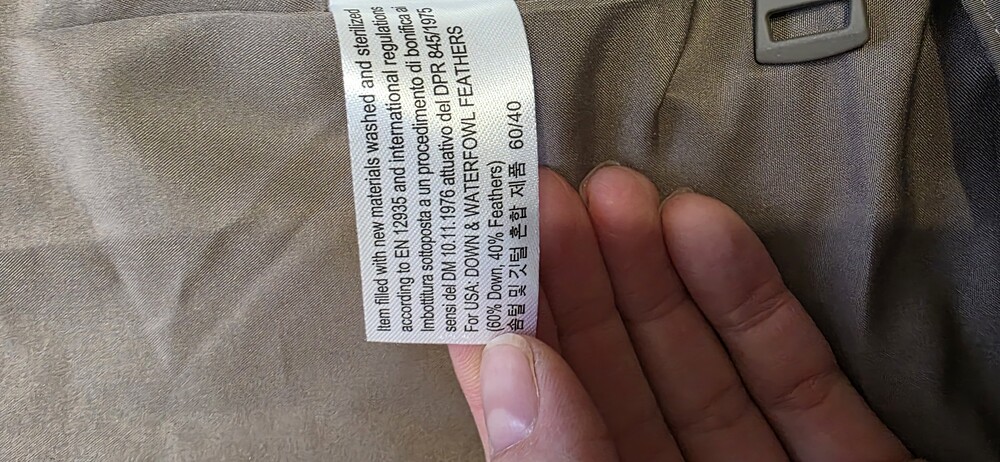 Item filled with new materials washed and sterilized
according to EN 12935 and international regulations
Imbottitura sottoposta a un procedimento di bonifica ai
sensi del DM 10.11.1976 attuativo del DPR 845/1975
For USA: DOWN & WATERFOWL FEATHERS
(60% Down, 40% Feathers)
솜털 및 깃털 혼합 제품 60/40